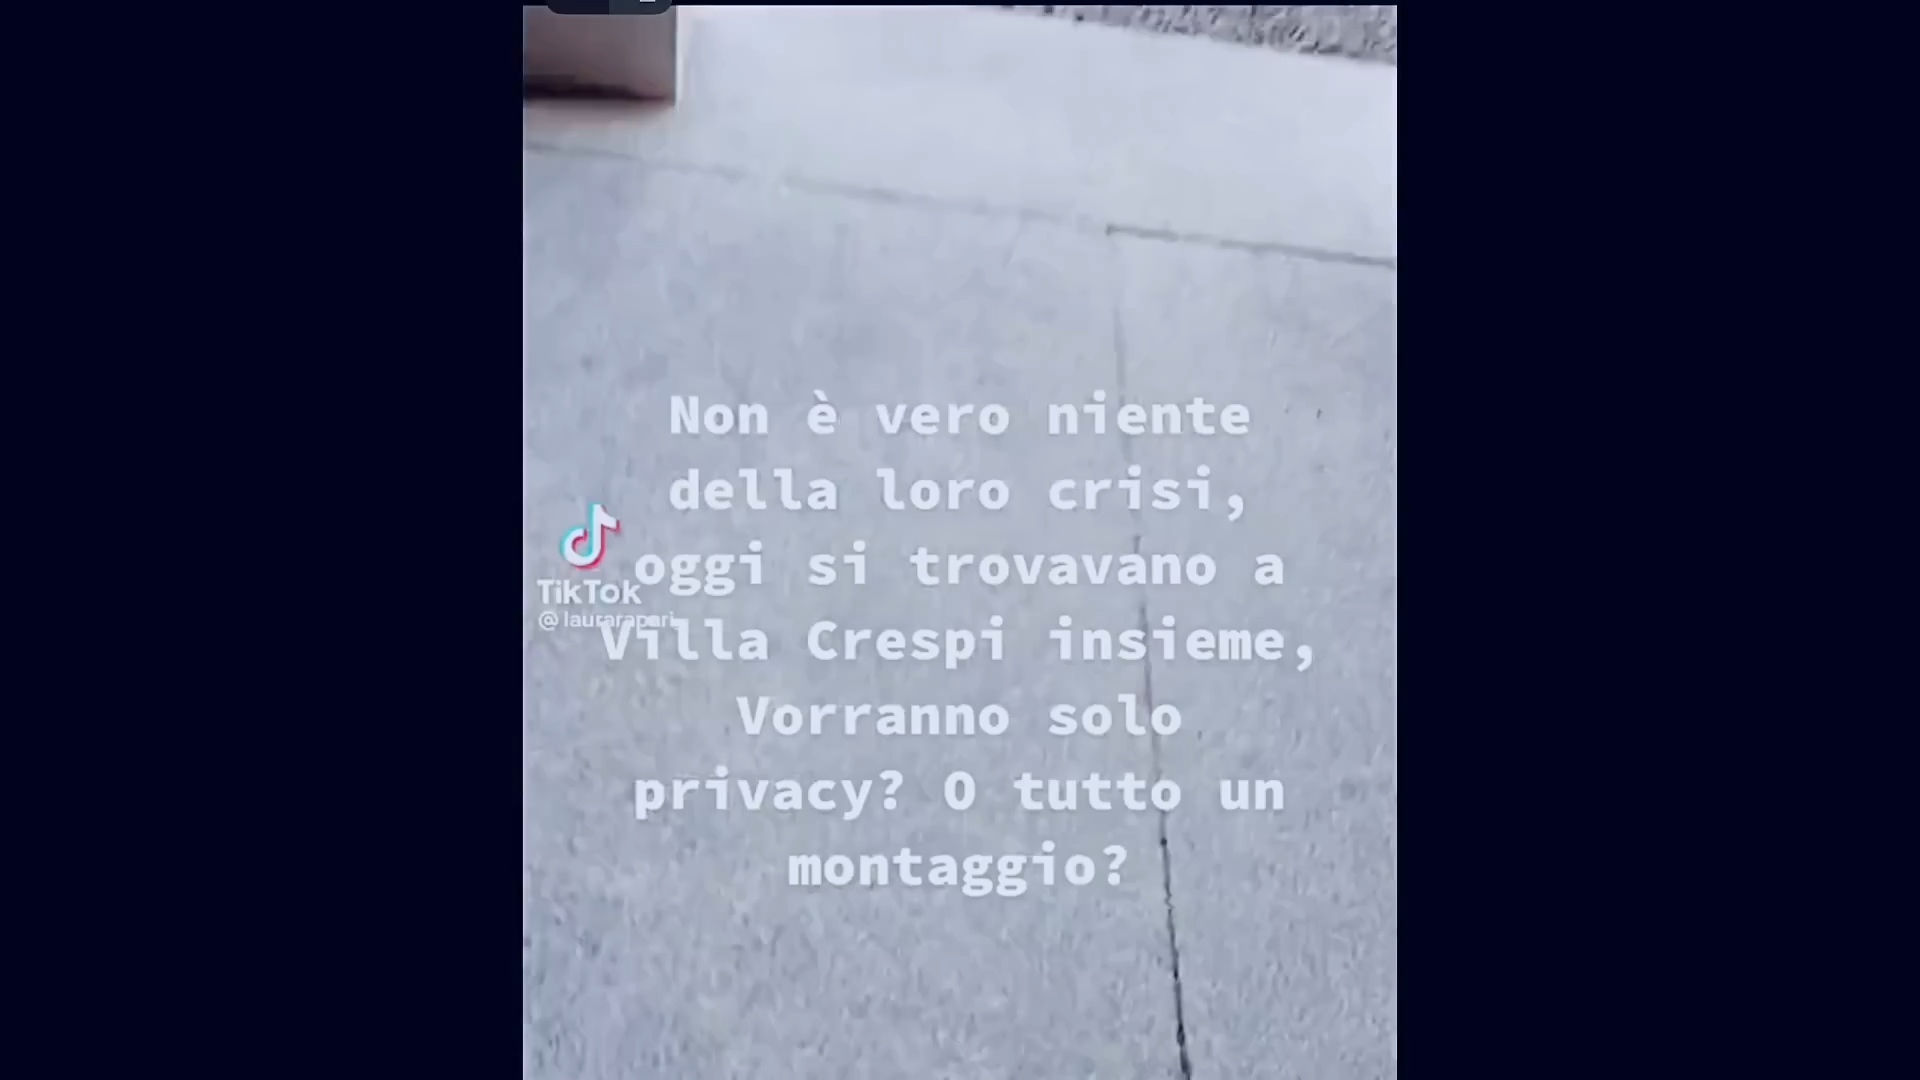 Non è vero niente
della loro crisi,
oggi si trovavano a
Villa Crespi insieme,
Vorranno solo
privacy? O tutto un
montaggio?
TikTok
@laurarapari